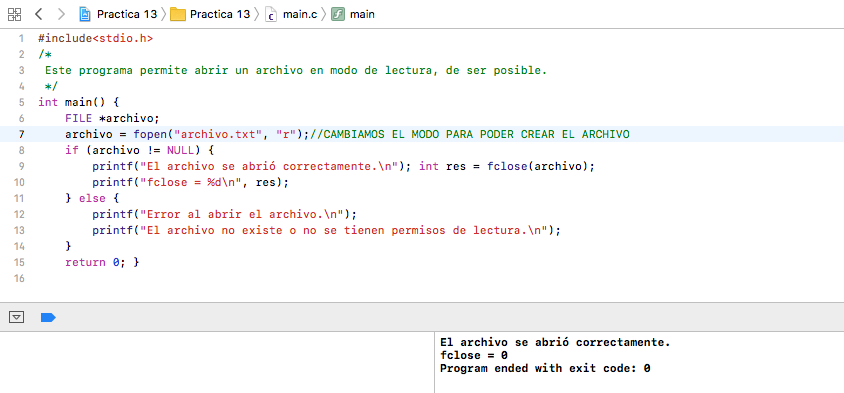 Practica 13 Practica 13 main.c main
1 #include<stdio.h>
2 /*
3 Este programa permite abrir un archivo en modo de lectura, de ser posible.
4 */
5 int main() {
6 FILE *archivo;
7 archivo = fopen("archivo.txt", "r");//CAMBIAMOS EL MODO PARA PODER CREAR EL ARCHIVO
8 if (archivo != NULL) {
9 printf("El archivo se abrió correctamente.\n"); int res = fclose(archivo);
10 printf("fclose = %d\n", res);
11 } else {
12 printf("Error al abrir el archivo.\n");
13 printf("El archivo no existe o no se tienen permisos de lectura.\n");
14 }
15 return 0; }
16
El archivo se abrió correctamente.
fclose = 0
Program ended with exit code: 0